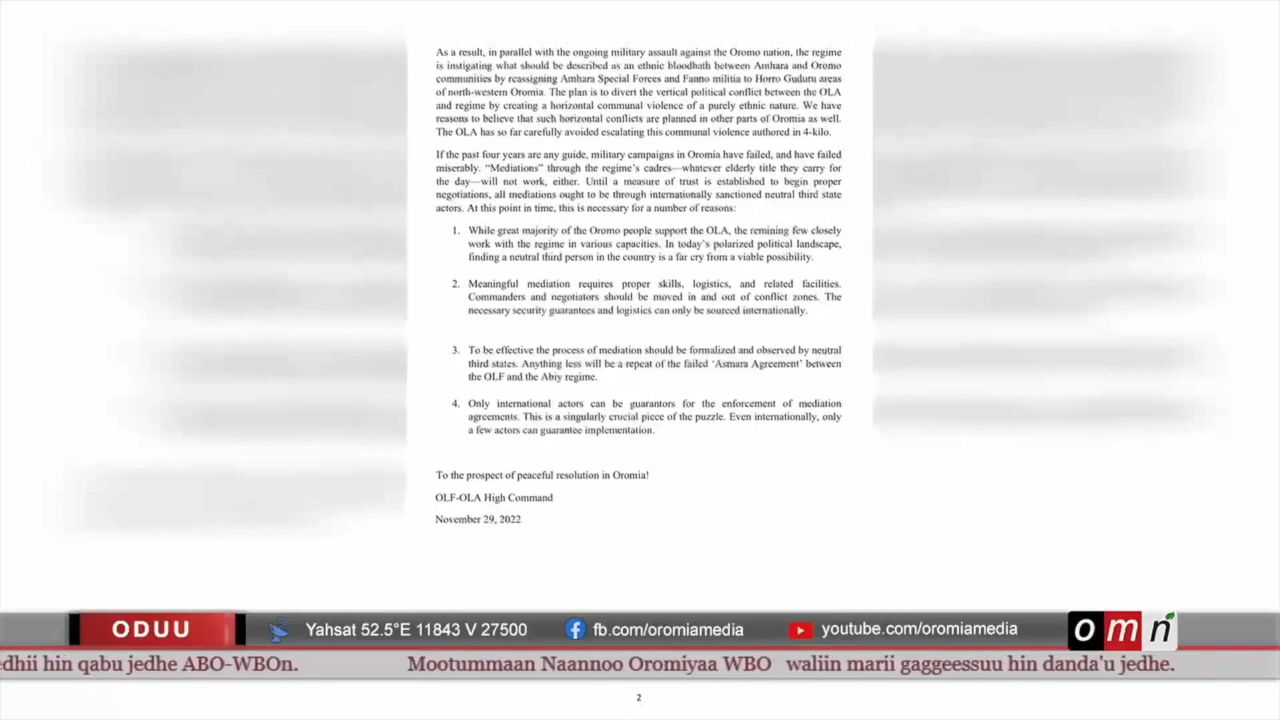 As a result, in parallel with the ongoing military assault against the Oromo nation, the regime
is instigating what should be described as an ethnic bloodbath between Amhara and Oromo
communities by reassigning Amhara Special Forces and Fanno militia to Horro Guduru areas
of north-western Oromia. The plan is to divert the vertical political conflict between the OLA
and regime by creating a horizontal communal violence of a purely ethnic nature. We have
reasons to believe that such horizontal conflicts are planned in other parts of Oromia as well.
The OLA has so far carefully avoided escalating this communal violence authored in 4-kilo.
If the past four years are any guide, military campaigns in Oromia have failed, and have failed
miserably. “Mediations” through the regime’s cadres—whatever elderly title they carry for
the day—will not work, either. Until a measure of trust is established to begin proper
negotiations, all mediations ought to be through internationally sanctioned neutral third state
actors. At this point in time, this is necessary for a number of reasons:
1. While great majority of the Oromo people support the OLA, the remining few closely
work with the regime in various capacities. In today’s polarized political landscape,
finding a neutral third person in the country is a far cry from a viable possibility.
2. Meaningful mediation requires proper skills, logistics, and related facilities.
Commanders and negotiators should be moved in and out of conflict zones. The
necessary security guarantees and logistics can only be sourced internationally.
3. To be effective the process of mediation should be formalized and observed by neutral
third states. Anything less will be a repeat of the failed ‘Asmara Agreement’ between
the OLF and the Abiy regime.
4. Only international actors can be guarantors for the enforcement of mediation
agreements. This is a singularly crucial piece of the puzzle. Even internationally, only
a few actors can guarantee implementation.
To the prospect of peaceful resolution in Oromia!
OLF-OLA High Command
November 29, 2022
ODUU Yahsat 52.5°E 11843 V 27500 fb.com/oromiamedia youtube.com/oromiamedia omn
edhii hin qabu jedhe ABO-WBOn. Mootummaan Naannoo Oromiyaa WBO waliin marii gaggeessuu hin danda'u jedhe.
2